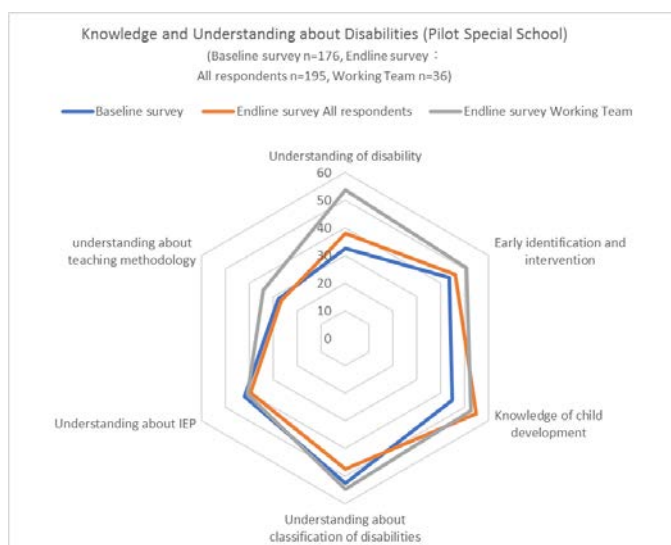 Knowledge and Understanding about Disabilities (Pilot Special School)
(Baseline survey n=176, Endline survey：
All respondents n=195, Working Team n=36)
Baseline survey
Endline survey All respondents
Endline survey Working Team
Understanding of disability
60
50
40
30
20
10
0
Early identification and
intervention
Knowledge of child
development
Understanding about
classification of disabilities
Understanding about IEP
understanding about
teaching methodology